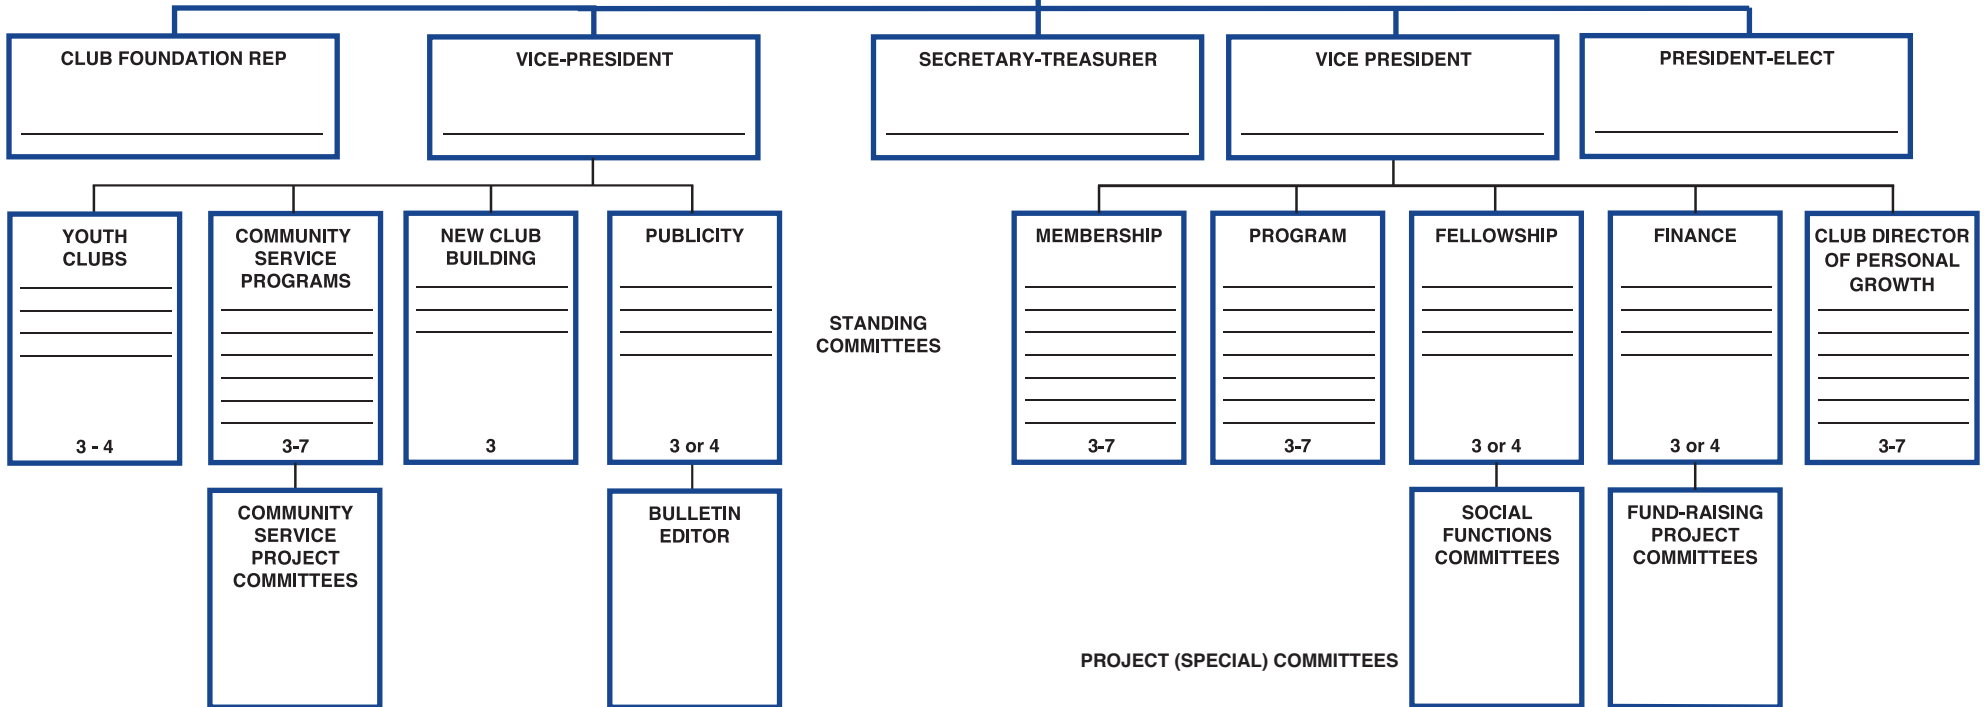 CLUB FOUNDATION REP
VICE-PRESIDENT
SECRETARY-TREASURER
VICE PRESIDENT
PRESIDENT-ELECT
YOUTH
CLUBS
3 - 4
COMMUNITY
SERVICE
PROGRAMS
3-7
NEW CLUB
BUILDING
3
PUBLICITY
3 or 4
STANDING
COMMITTEES
MEMBERSHIP
3-7
PROGRAM
3-7
FELLOWSHIP
3 or 4
FINANCE
3 or 4
CLUB DIRECTOR
OF PERSONAL
GROWTH
3-7
COMMUNITY
SERVICE
PROJECT
COMMITTEES
BULLETIN
EDITOR
PROJECT (SPECIAL) COMMITTEES
SOCIAL
FUNCTIONS
COMMITTEES
FUND-RAISING
PROJECT
COMMITTEES